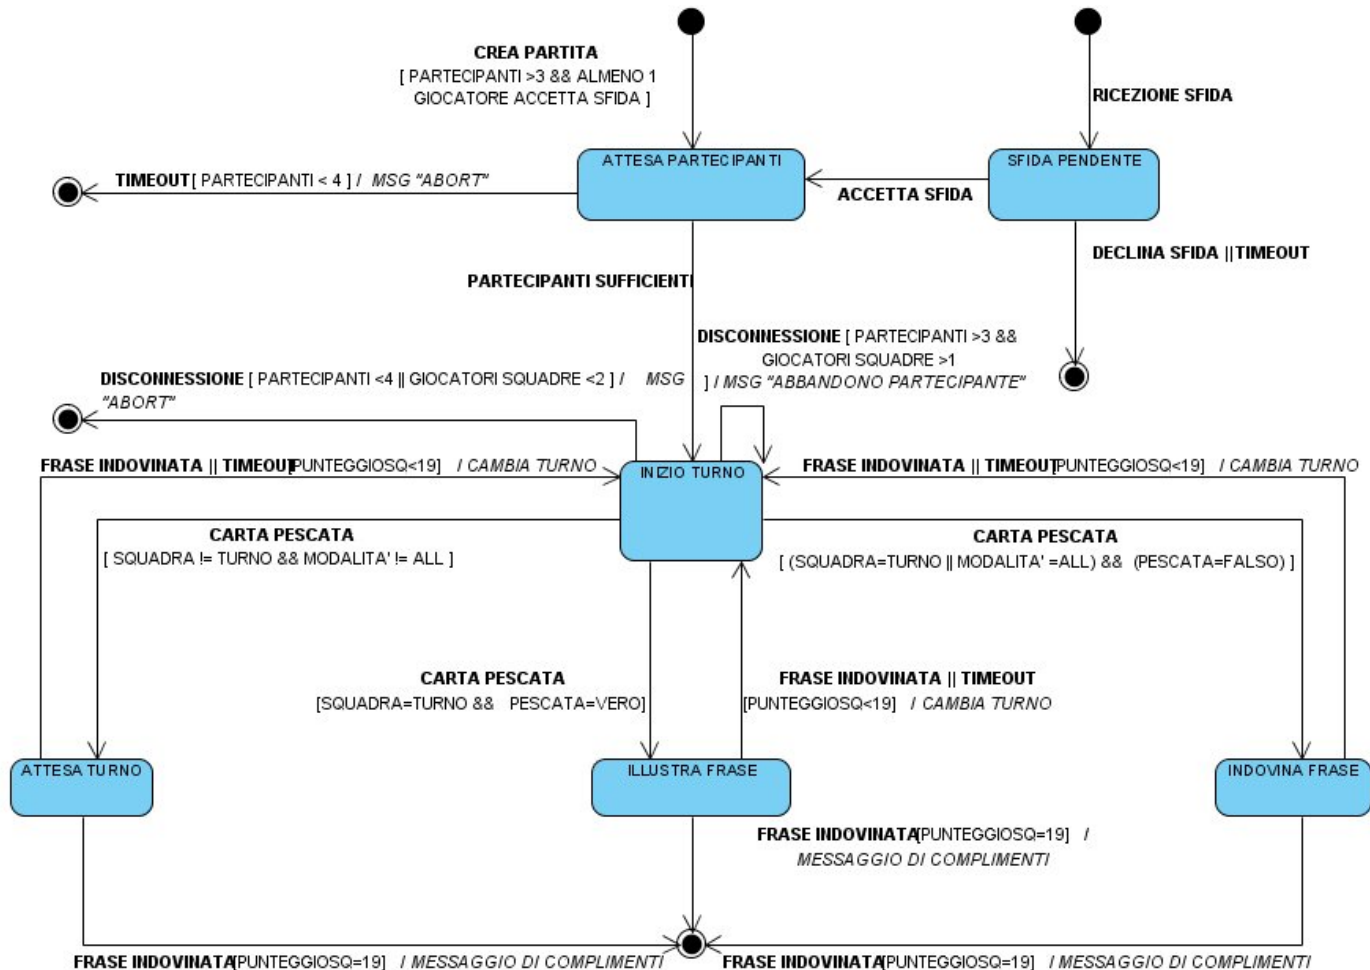 CREA PARTITA
[ PARTECIPANTI >3 && ALMENO 1
GIOCATORE ACCETTA SFIDA ]
RICEZIONE SFIDA
ATTESA PARTECIPANTI
SFIDA PENDENTE
TIMEOUT [ PARTECIPANTI < 4 ] / MSG "ABORT"
ACCETTA SFIDA
DECLINA SFIDA || TIMEOUT
PARTECIPANTI SUFFICIENTI
DISCONNESSIONE [ PARTECIPANTI >3 &&
GIOCATORI SQUADRE >1
] / MSG "ABBANDONO PARTECIPANTE"
DISCONNESSIONE [ PARTECIPANTI <4 || GIOCATORI SQUADRE <2 ] / MSG
"ABORT"
FRASE INDOVINATA || TIMEOUT[PUNTEGGIOSQ<19] / CAMBIA TURNO
INIZIO TURNO
FRASE INDOVINATA || TIMEOUT[PUNTEGGIOSQ<19] / CAMBIA TURNO
CARTA PESCATA
[ SQUADRA != TURNO && MODALITA' != ALL ]
CARTA PESCATA
[ (SQUADRA=TURNO || MODALITA' =ALL) && (PESCATA=FALSO) ]
CARTA PESCATA
[SQUADRA=TURNO && PESCATA=VERO]
FRASE INDOVINATA || TIMEOUT
[PUNTEGGIOSQ<19] / CAMBIA TURNO
ATTESA TURNO
ILLUSTRA FRASE
INDOVINA FRASE
FRASE INDOVINATA[PUNTEGGIOSQ=19] /
MESSAGGIO DI COMPLIMENTI
FRASE INDOVINATA[PUNTEGGIOSQ=19] / MESSAGGIO DI COMPLIMENTI
FRASE INDOVINATA[PUNTEGGIOSQ=19] / MESSAGGIO DI COMPLIMENTI